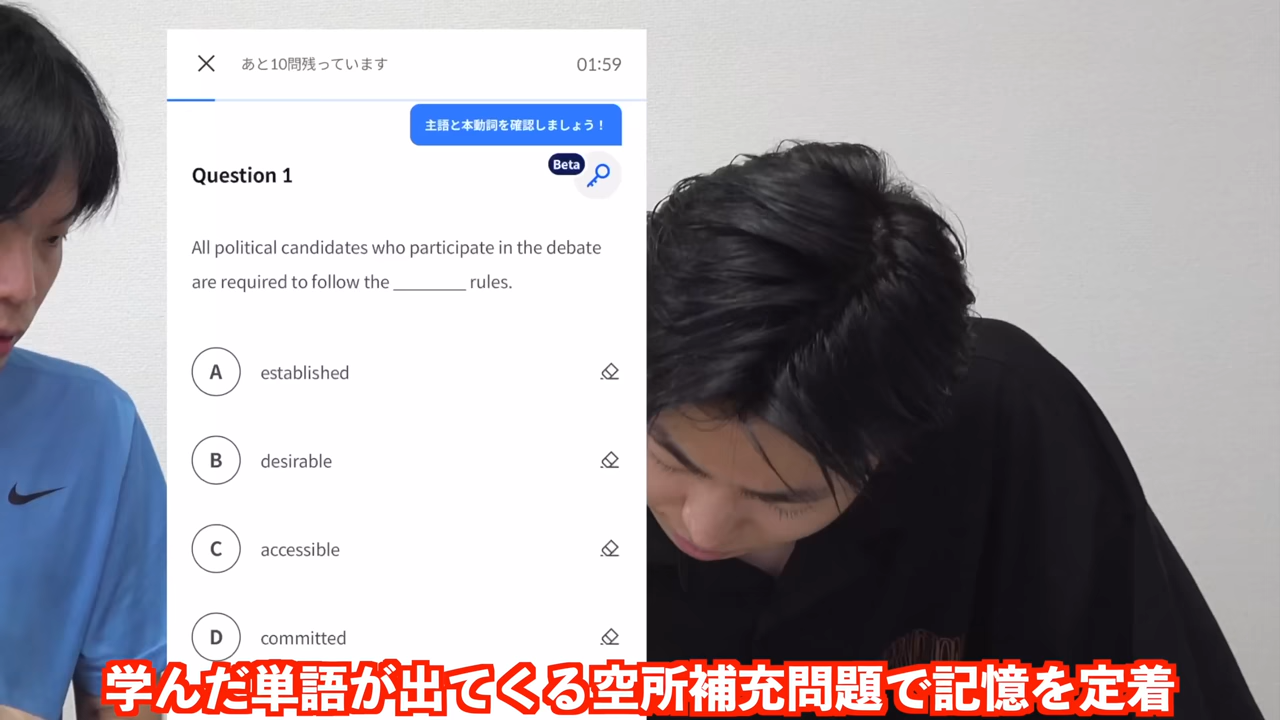 あと10問残っています
01:59
主語と本動詞を確認しましょう！
Beta
Question 1
All political candidates who participate in the debate
are required to follow the ________ rules.
A established
B desirable
C accessible
D committed
学んだ単語が出てくる空所補充問題で記憶を定着